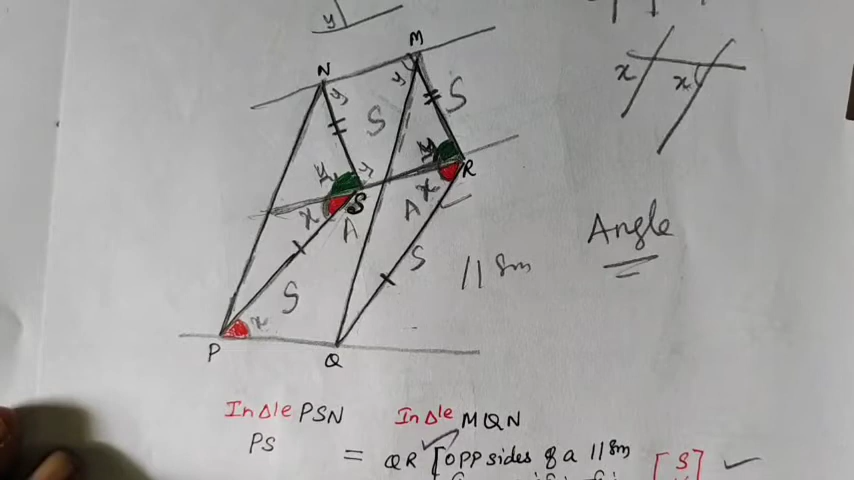 y
M
N
y
y
S
S
x
x
y
y
y
S
R
x
x
A
A
Angle
S
11gm
S
x
P
Q
In Δle PSN In Δle MQN
PS = QR [opp sides of a 11gm [S]